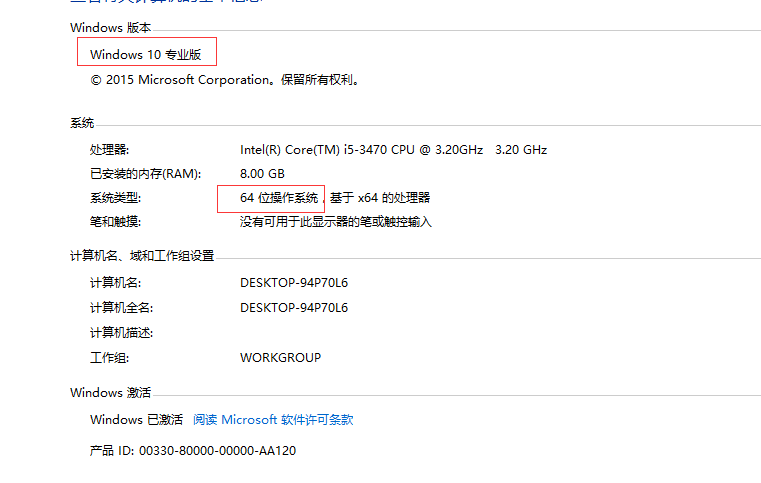 Windows 版本
Windows 10 专业版
© 2015 Microsoft Corporation。保留所有权利。
系统
处理器: Intel(R) Core(TM) i5-3470 CPU @ 3.20GHz 3.20 GHz
已安装的内存(RAM): 8.00 GB
系统类型: 64 位操作系统，基于 x64 的处理器
笔和触摸: 没有可用于此显示器的笔或触控输入
计算机名、域和工作组设置
计算机名: DESKTOP-94P70L6
计算机全名: DESKTOP-94P70L6
计算机描述:
工作组: WORKGROUP
Windows 激活
Windows 已激活 阅读 Microsoft 软件许可条款
产品 ID: 00330-80000-00000-AA120